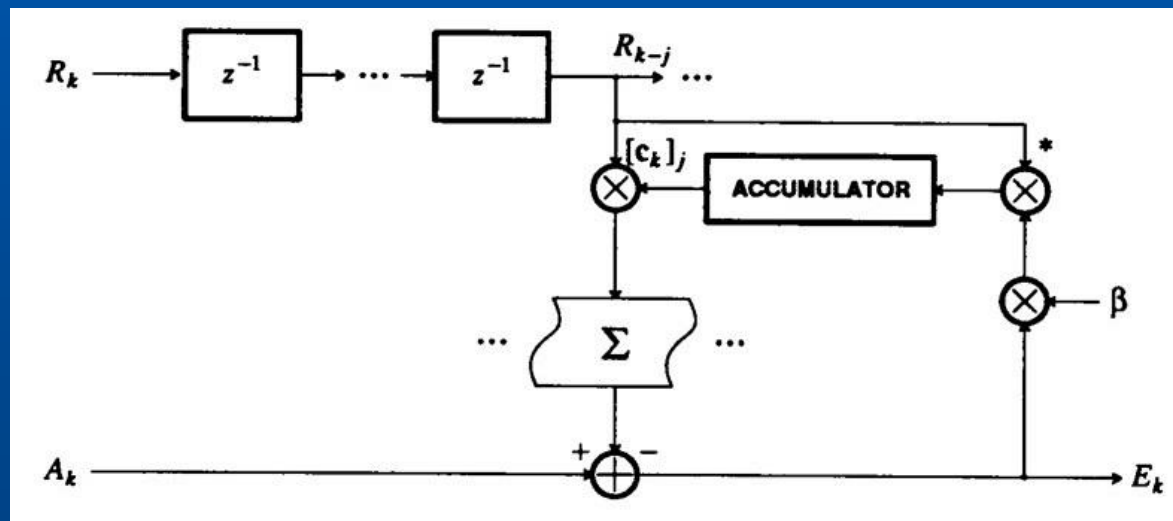 R_{k-j}
R_k z^{-1} ... z^{-1} ...
[c_k]_j *
ACCUMULATOR
β
... Σ ...
+ −
A_k E_k